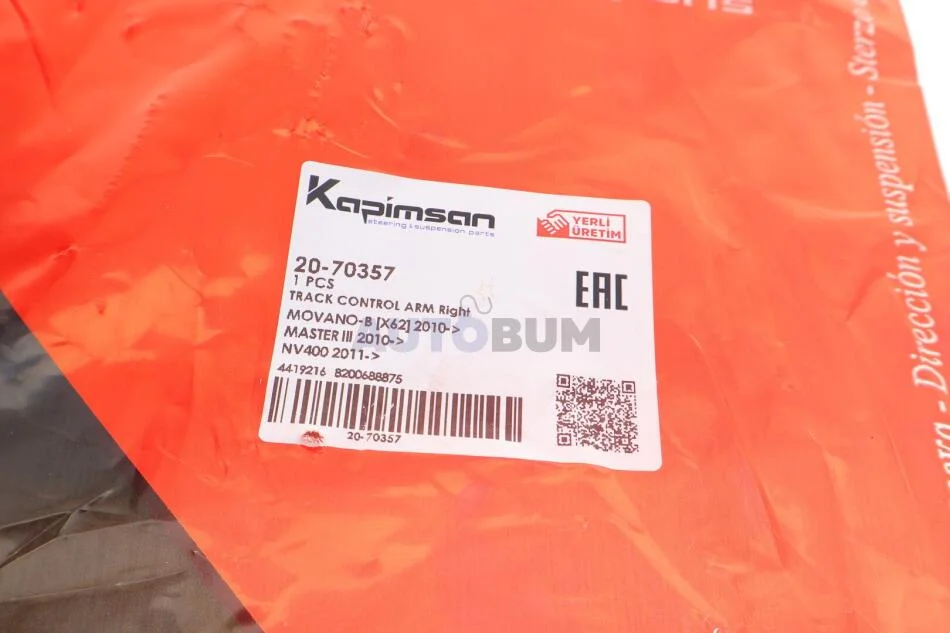 Kapimsan
steering & suspension parts
YERLİ
ÜRETİM
20-70357
1 PCS
TRACK CONTROL ARM Right
MOVANO-B [X62] 2010->
MASTER III 2010->
NV400 2011->
EAC
AUTOBUM
4419216 8200688875
20-70357
- Dirección y suspensión -